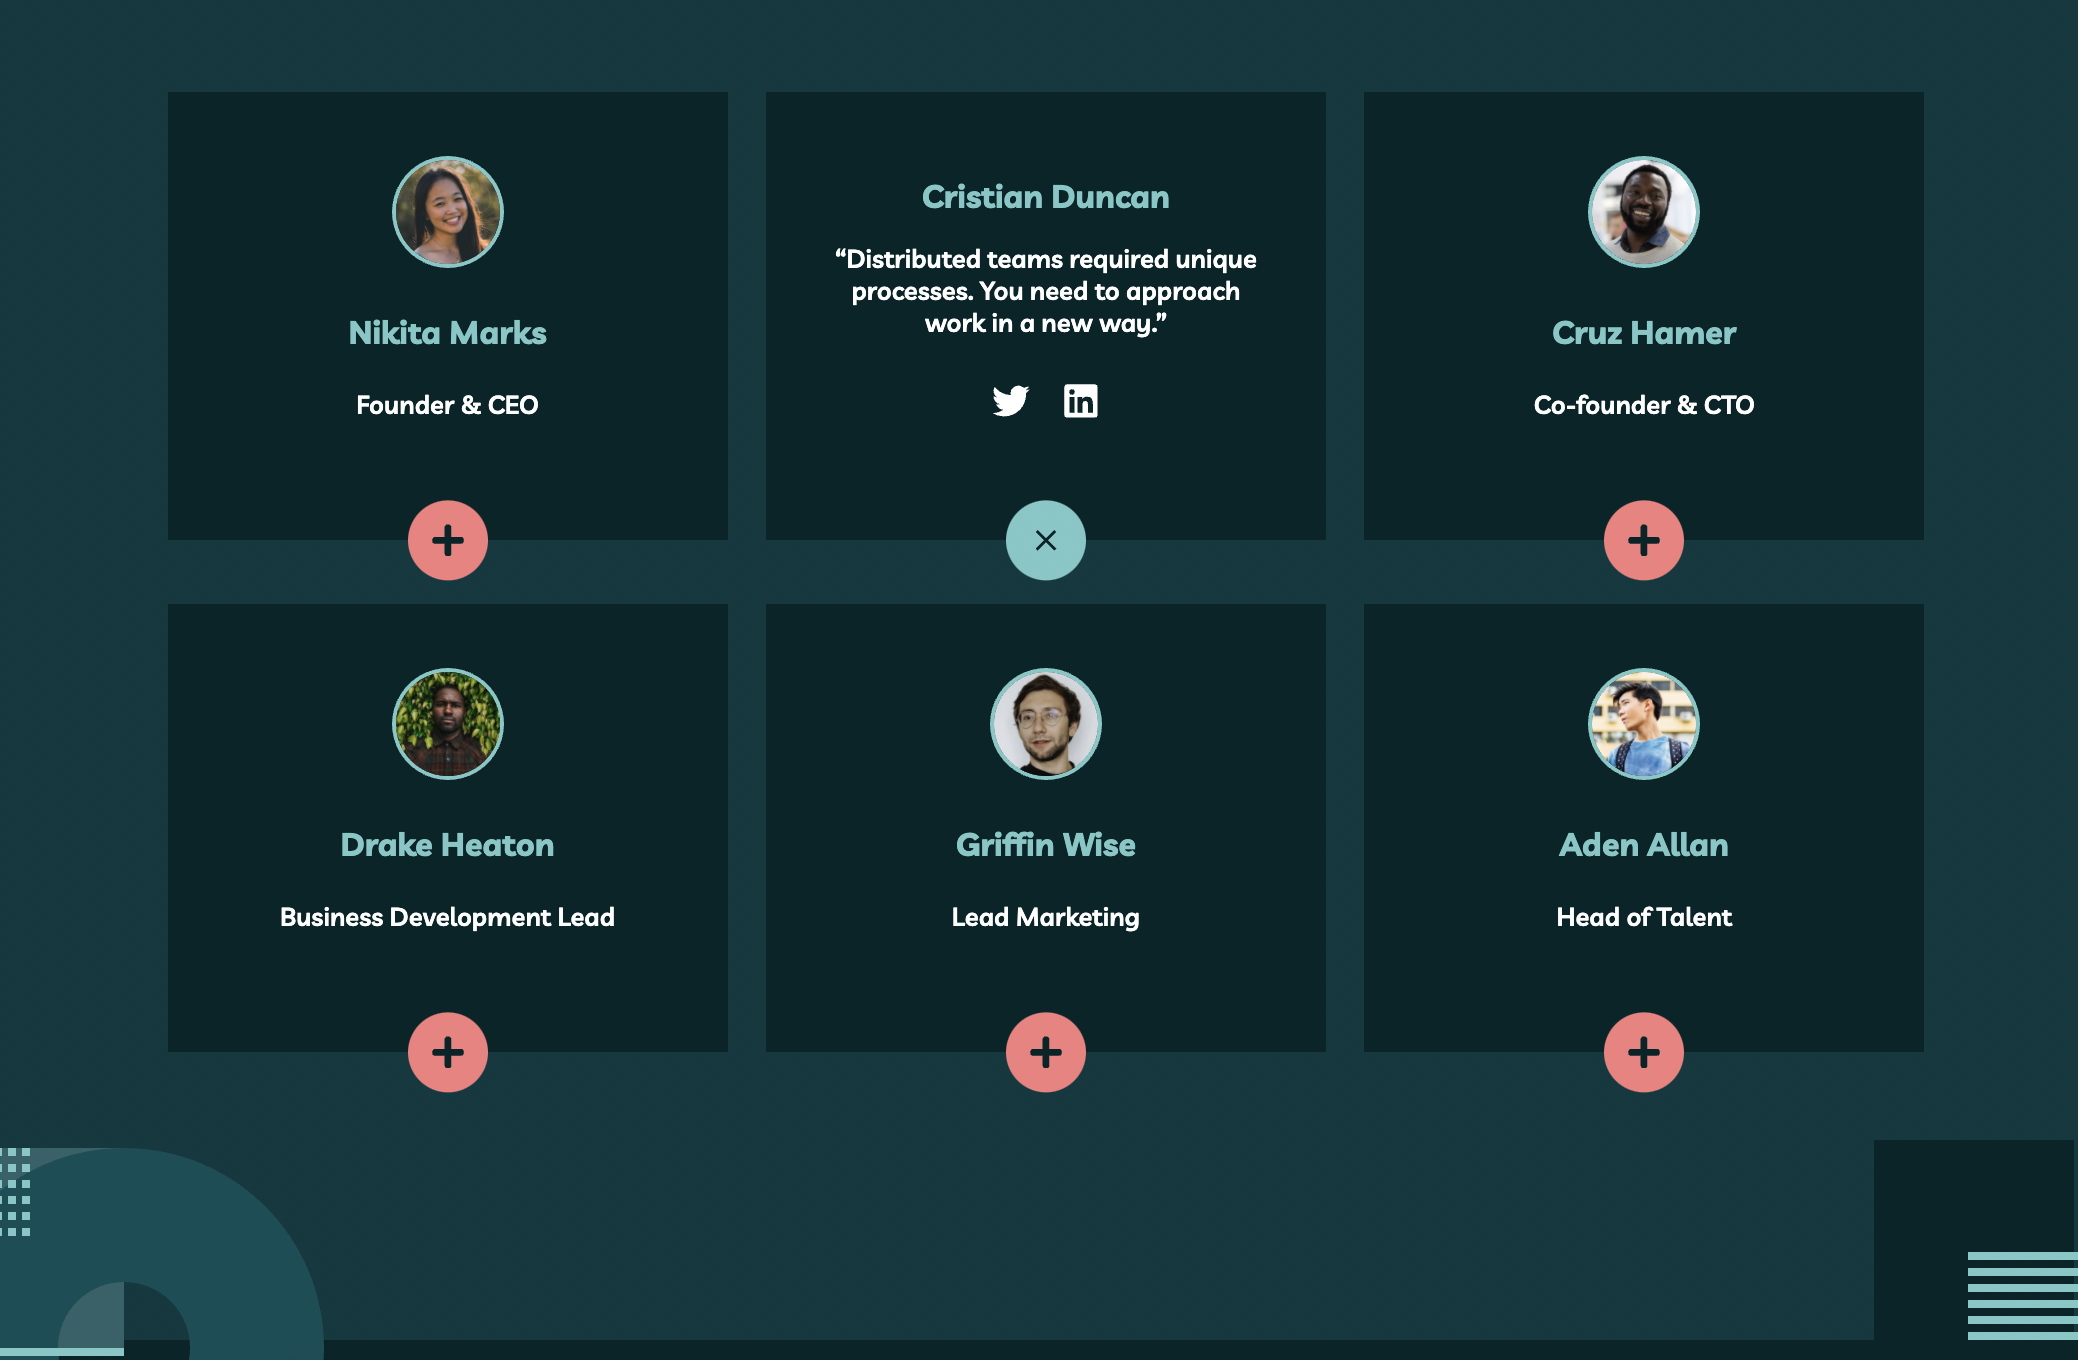 Nikita Marks
Founder & CEO
Cristian Duncan
“Distributed teams required unique
processes. You need to approach
work in a new way.”
in
Cruz Hamer
Co-founder & CTO
Drake Heaton
Business Development Lead
Griffin Wise
Lead Marketing
Aden Allan
Head of Talent